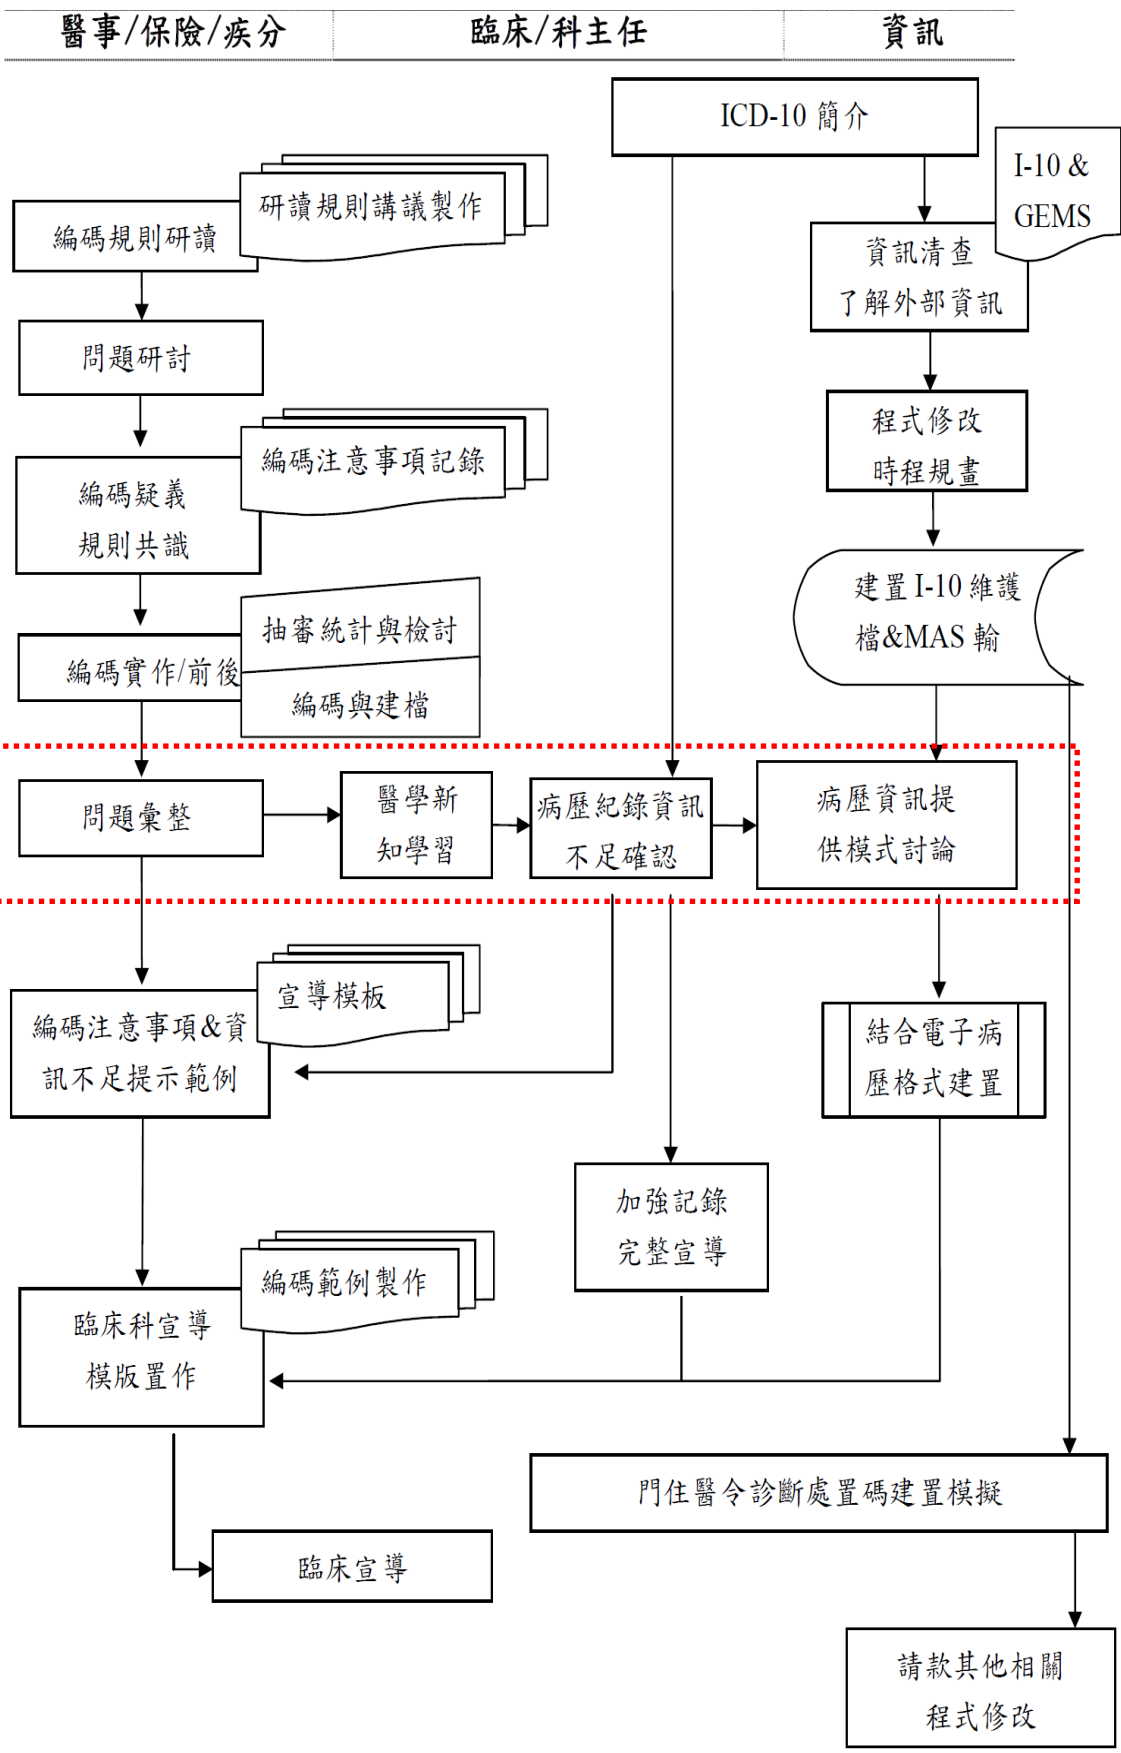 醫事/保險/疾分
臨床/科主任
資訊
ICD-10 簡介
I-10 &
GEMS
研讀規則講議製作
編碼規則研讀
資訊清查
了解外部資訊
問題研討
程式修改
時程規畫
編碼注意事項記錄
編碼疑義
規則共識
建置 I-10 維護
檔&MAS 輸
抽審統計與檢討
編碼實作/前後
編碼與建檔
問題彙整
醫學新
知學習
病歷紀錄資訊
不足確認
病歷資訊提
供模式討論
宣導模板
編碼注意事項&資
訊不足提示範例
結合電子病
歷格式建置
加強記錄
完整宣導
編碼範例製作
臨床科宣導
模版置作
門住醫令診斷處置碼建置模擬
臨床宣導
請款其他相關
程式修改